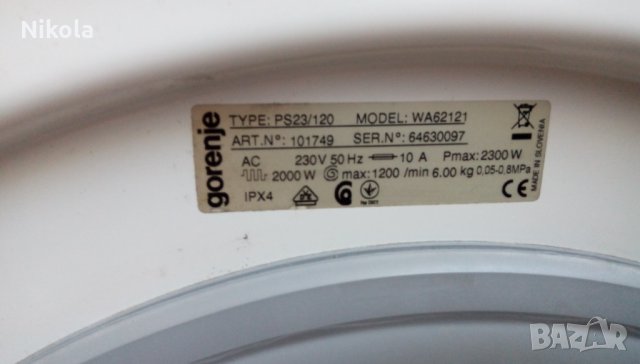 Nikola
gorenje
TYPE: PS23/120 MODEL: WA62121
ART.N°: 101749 SER.N°: 64630097
AC 230V 50 Hz 10 A Pmax: 2300 W
2000 W max: 1200 /min 6.00 kg 0,05-0,8MPa
IPX4
CE
MADE IN SLOVENIA
BAZAR